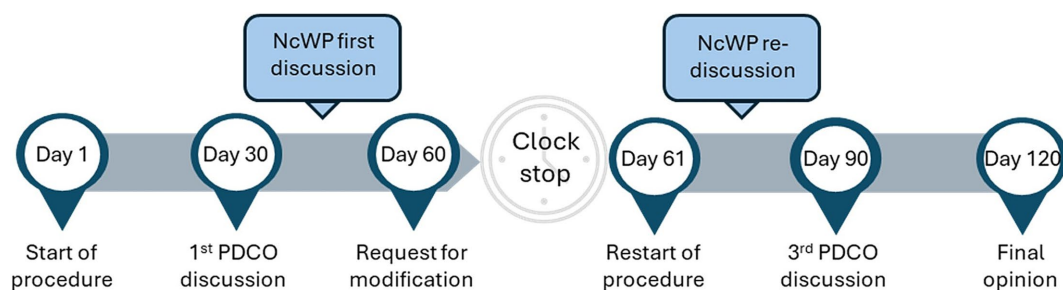 NcWP first
discussion
NcWP re-
discussion
Day 1
Day 30
Day 60
Clock
stop
Day 61
Day 90
Day 120
Start of
procedure
1st PDCO
discussion
Request for
modification
Restart of
procedure
3rd PDCO
discussion
Final
opinion